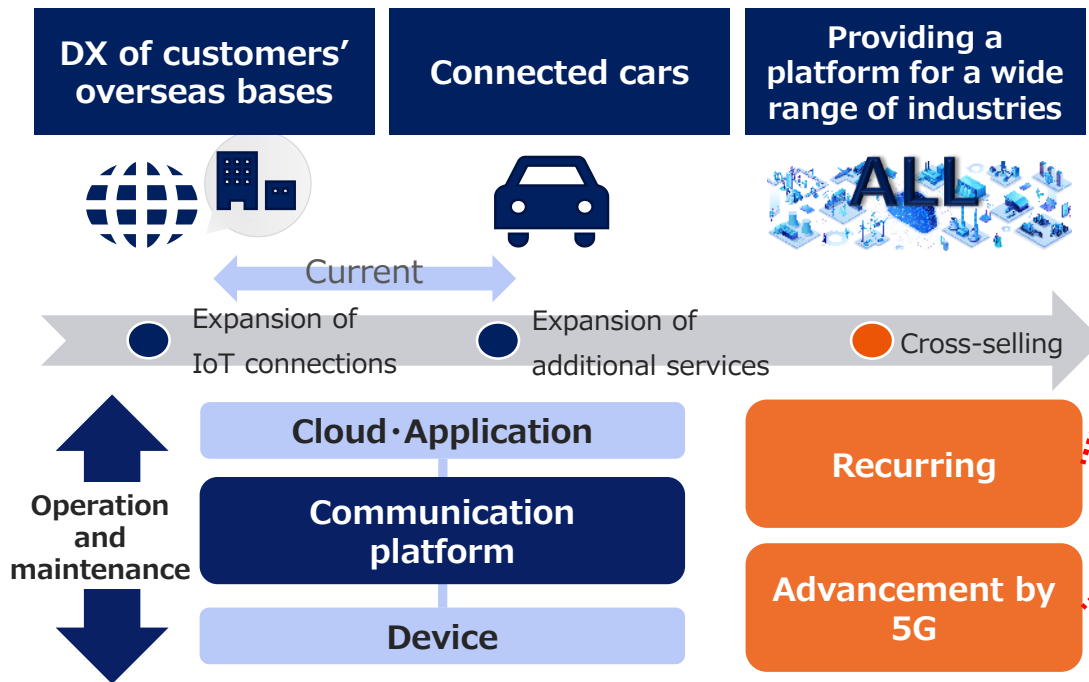 DX of customers’
overseas bases
Connected cars
Providing a
platform for a wide
range of industries
ALL
Current
Expansion of
IoT connections
Expansion of
additional services
Cross-selling
Operation
and
maintenance
Cloud・Application
Communication
platform
Device
Recurring
Advancement by
5G